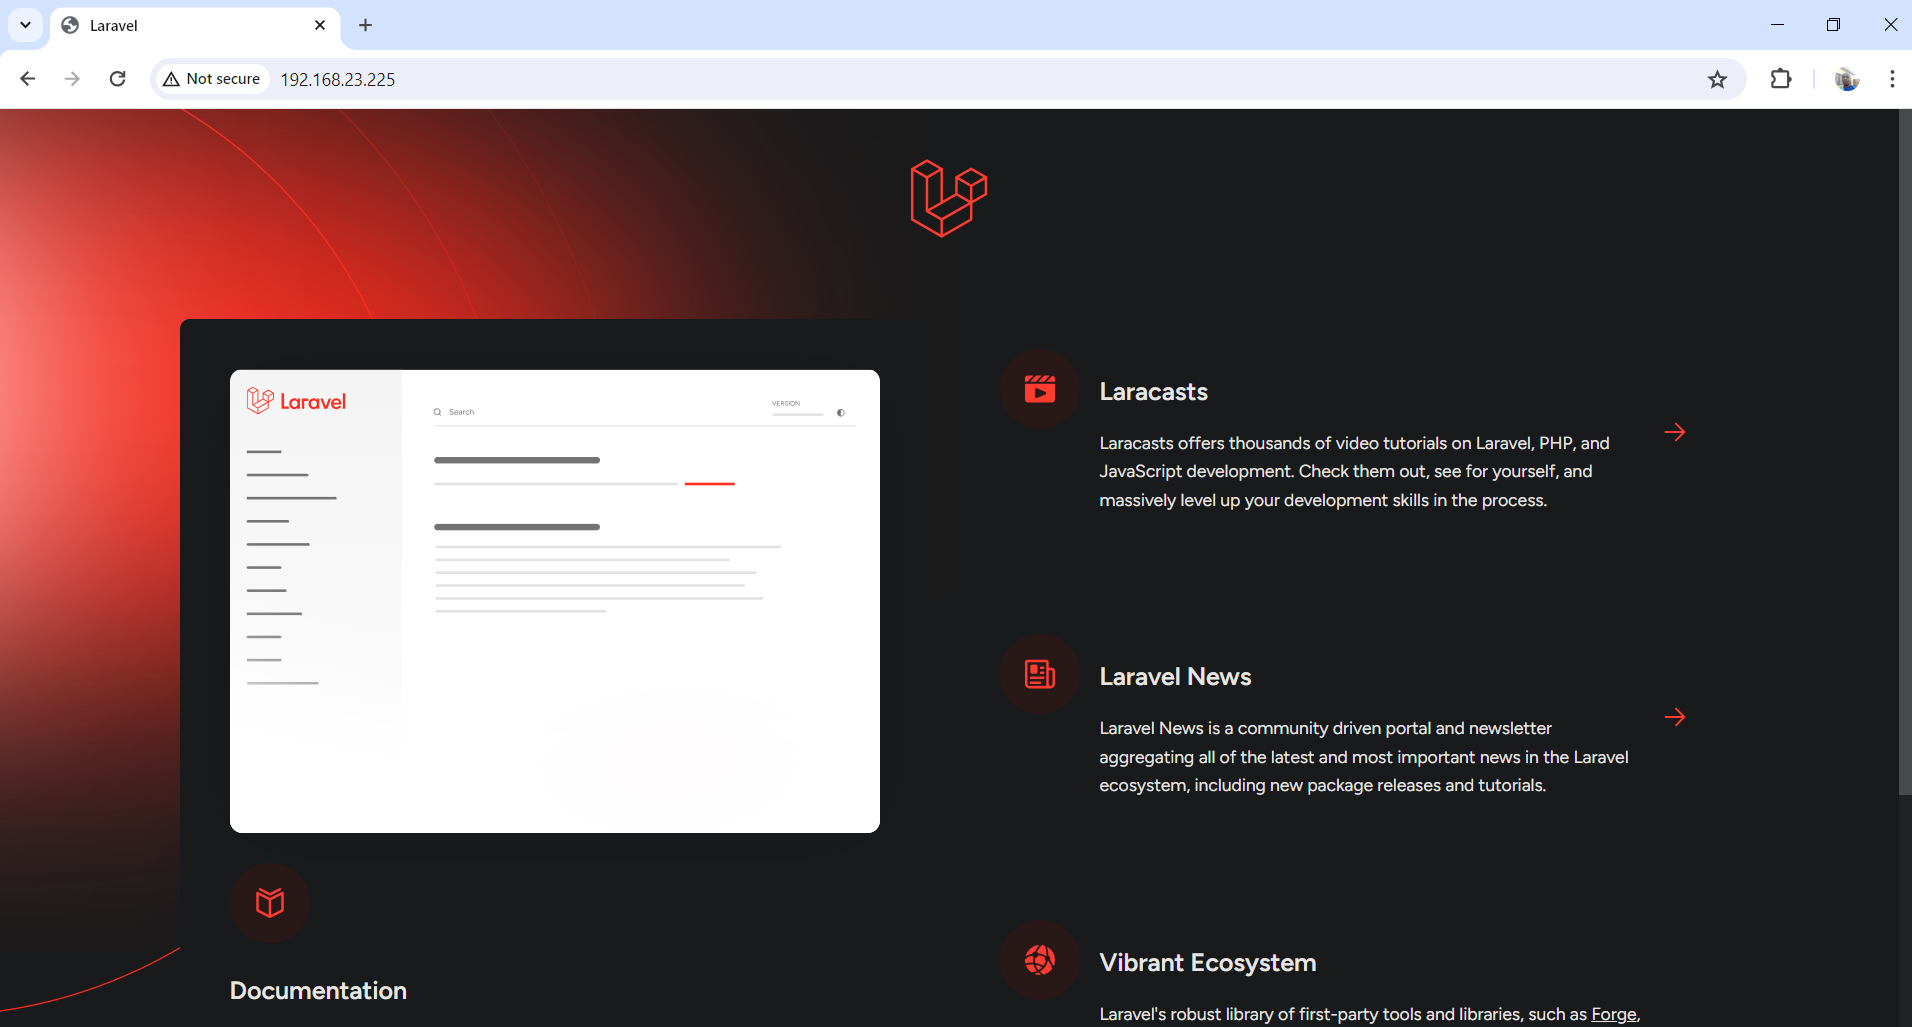 Laravel
Not secure
192.168.23.225
Laravel
Search
VERSION
Documentation
Laracasts
Laracasts offers thousands of video tutorials on Laravel, PHP, and
JavaScript development. Check them out, see for yourself, and
massively level up your development skills in the process.
Laravel News
Laravel News is a community driven portal and newsletter
aggregating all of the latest and most important news in the Laravel
ecosystem, including new package releases and tutorials.
Vibrant Ecosystem
Laravel's robust library of first-party tools and libraries, such as Forge,